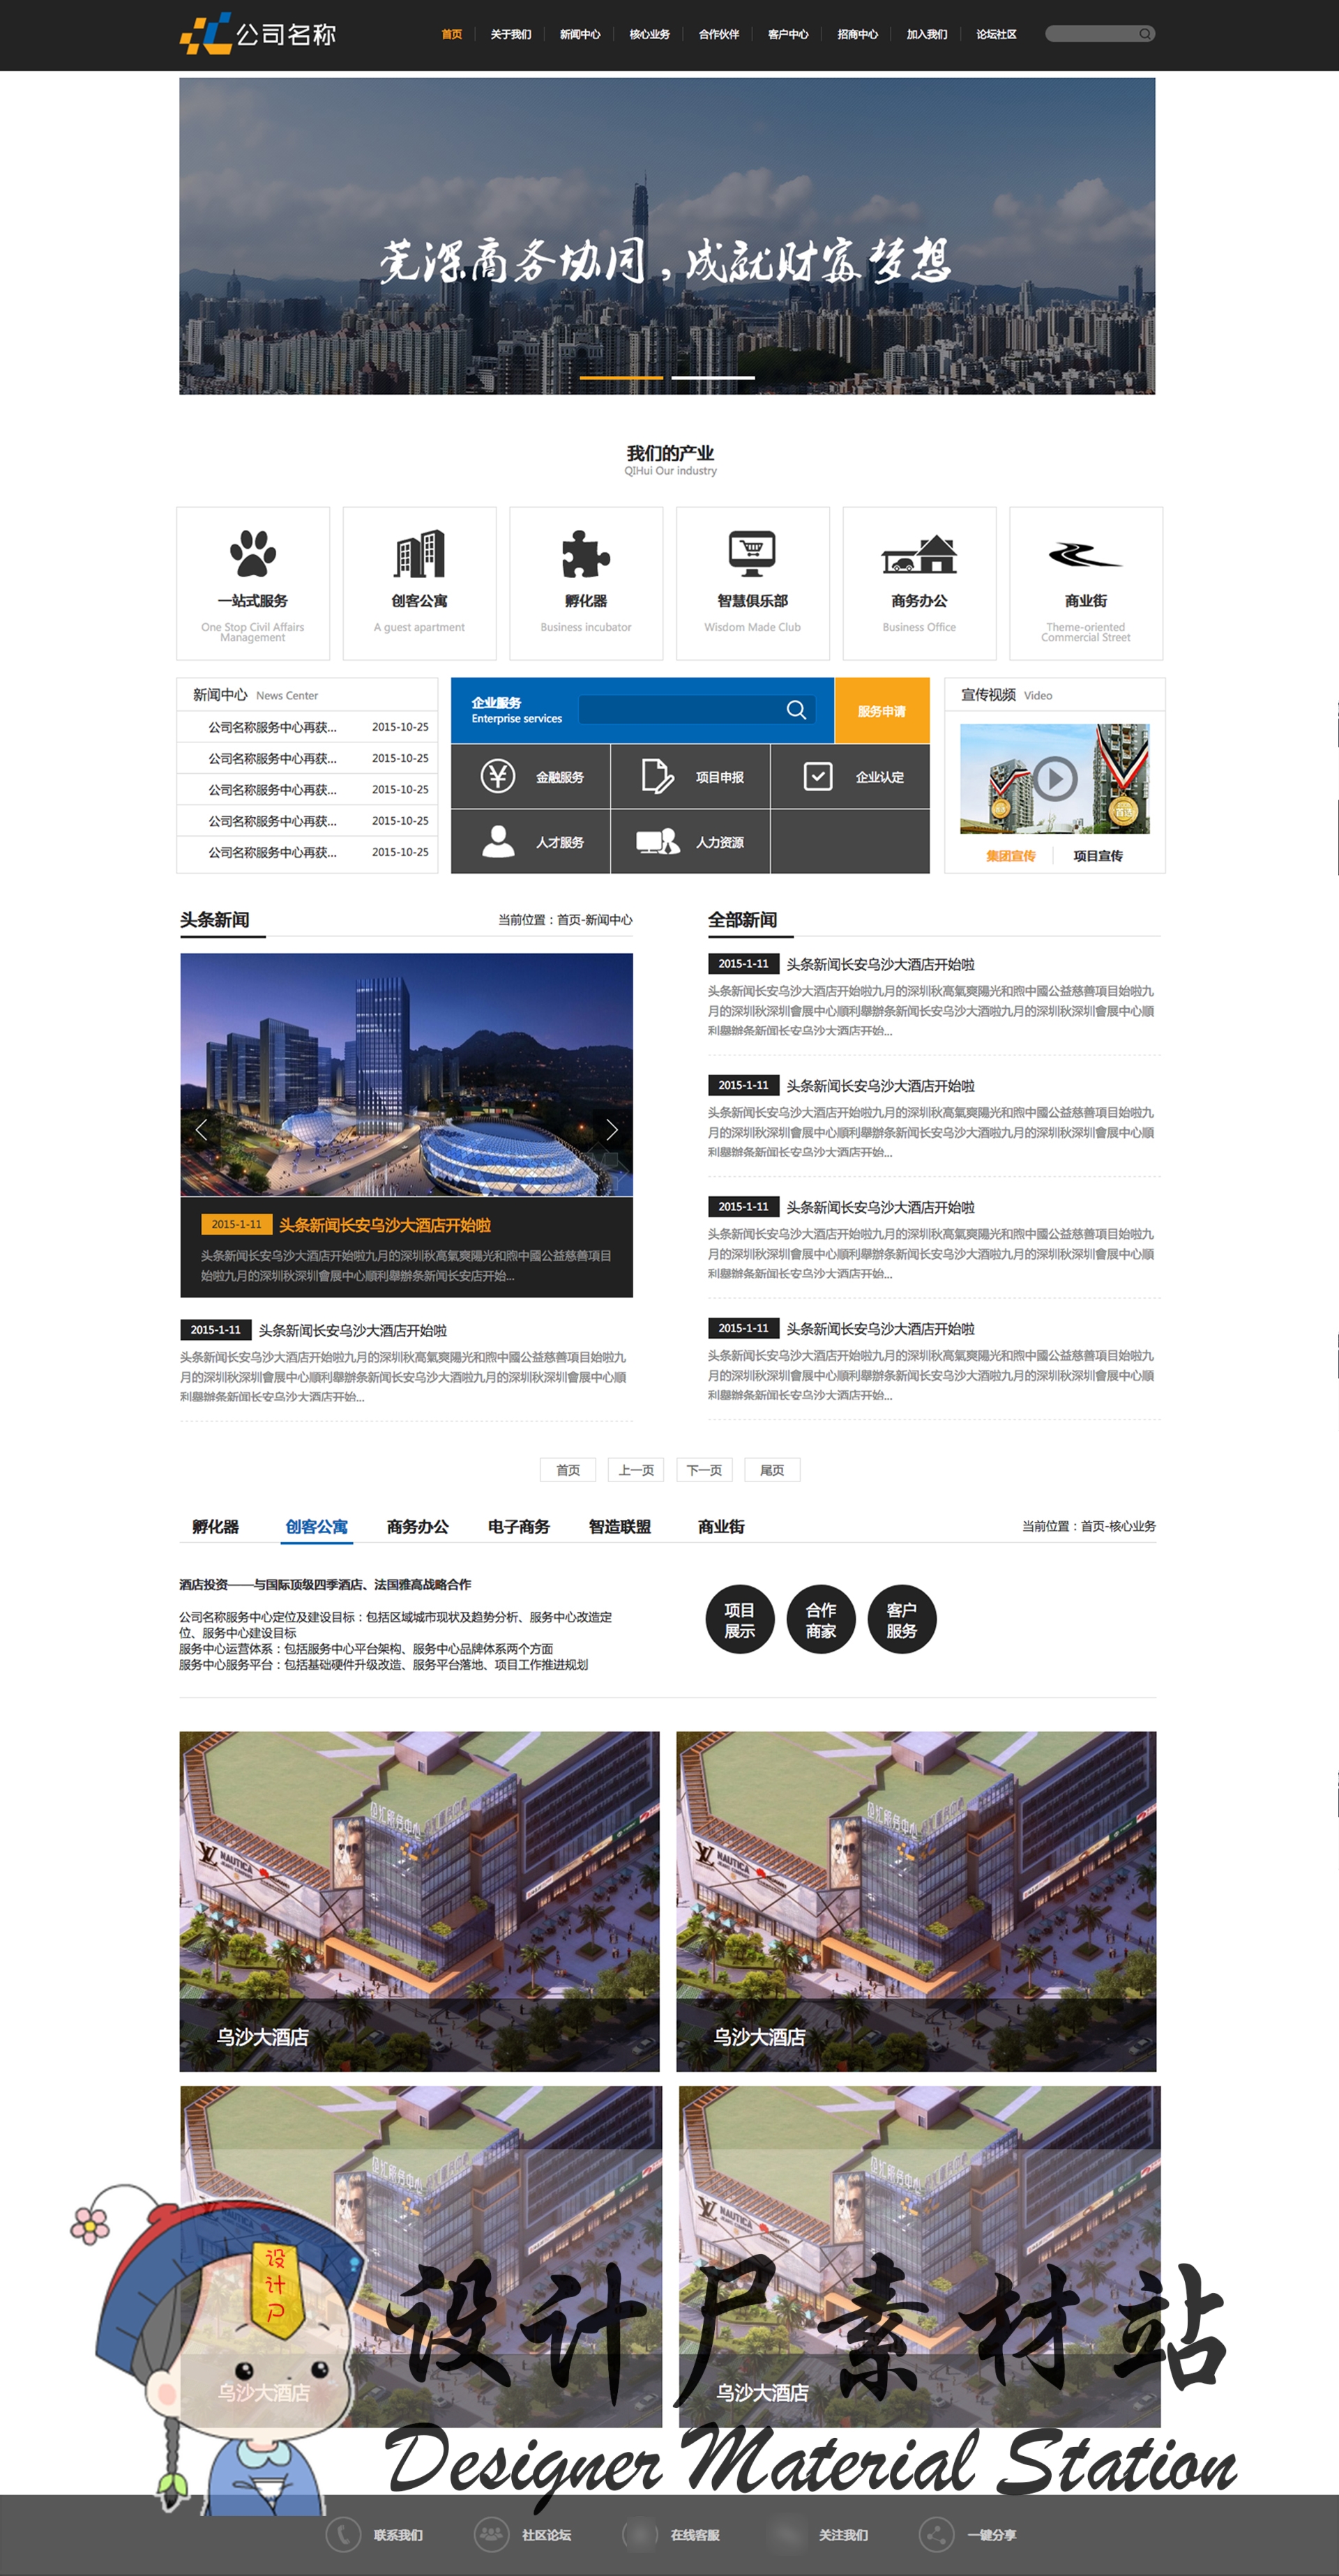 公司名称
首页
关于我们
新闻中心
核心业务
合作伙伴
客户中心
招商中心
加入我们
论坛社区
莞深商务协同，成就财富梦想
我们的产业
QIHui Our industry
一站式服务
One Stop Civil Affairs
Management
创客公寓
A guest apartment
孵化器
Business incubator
智慧俱乐部
Wisdom Made Club
商务办公
Business Office
商业街
Theme-oriented
Commercial Street
新闻中心 News Center
公司名称服务中心再获... 2015-10-25
公司名称服务中心再获... 2015-10-25
公司名称服务中心再获... 2015-10-25
公司名称服务中心再获... 2015-10-25
公司名称服务中心再获... 2015-10-25
企业服务
Enterprise services
服务申请
金融服务
项目申报
企业认定
人才服务
人力资源
宣传视频 Video
集团宣传
项目宣传
头条新闻
当前位置：首页-新闻中心
2015-1-11 头条新闻长安乌沙大酒店开始啦
头条新闻长安乌沙大酒店开始啦九月的深圳秋高氣爽陽光和煦中國公益慈善項目
始啦九月的深圳秋深圳會展中心順利舉辦条新闻长安店开始...
2015-1-11 头条新闻长安乌沙大酒店开始啦
头条新闻长安乌沙大酒店开始啦九月的深圳秋高氣爽陽光和煦中國公益慈善項目始啦九
月的深圳秋深圳會展中心順利舉辦条新闻长安乌沙大酒啦九月的深圳秋深圳會展中心順
利舉辦条新闻长安乌沙大酒店开始...
全部新闻
2015-1-11 头条新闻长安乌沙大酒店开始啦
头条新闻长安乌沙大酒店开始啦九月的深圳秋高氣爽陽光和煦中國公益慈善項目始啦九
月的深圳秋深圳會展中心順利舉辦条新闻长安乌沙大酒啦九月的深圳秋深圳會展中心順
利舉辦条新闻长安乌沙大酒店开始...
2015-1-11 头条新闻长安乌沙大酒店开始啦
头条新闻长安乌沙大酒店开始啦九月的深圳秋高氣爽陽光和煦中國公益慈善項目始啦九
月的深圳秋深圳會展中心順利舉辦条新闻长安乌沙大酒啦九月的深圳秋深圳會展中心順
利舉辦条新闻长安乌沙大酒店开始...
2015-1-11 头条新闻长安乌沙大酒店开始啦
头条新闻长安乌沙大酒店开始啦九月的深圳秋高氣爽陽光和煦中國公益慈善項目始啦九
月的深圳秋深圳會展中心順利舉辦条新闻长安乌沙大酒啦九月的深圳秋深圳會展中心順
利舉辦条新闻长安乌沙大酒店开始...
2015-1-11 头条新闻长安乌沙大酒店开始啦
头条新闻长安乌沙大酒店开始啦九月的深圳秋高氣爽陽光和煦中國公益慈善項目始啦九
月的深圳秋深圳會展中心順利舉辦条新闻长安乌沙大酒啦九月的深圳秋深圳會展中心順
利舉辦条新闻长安乌沙大酒店开始...
首页
上一页
下一页
尾页
孵化器
创客公寓
商务办公
电子商务
智造联盟
商业街
当前位置：首页-核心业务
酒店投资——与国际顶级四季酒店、法国雅高战略合作
公司名称服务中心定位及建设目标：包括区域城市现状及趋势分析、服务中心改造定
位、服务中心建设目标
服务中心运营体系：包括服务中心平台架构、服务中心品牌体系两个方面
服务中心服务平台：包括基础硬件升级改造、服务平台落地、项目工作推进规划
项目
展示
合作
商家
客户
服务
NAUTICA
乌沙大酒店
NAUTICA
乌沙大酒店
乌沙大酒店
NAUTICA
乌沙大酒店
设
计
尸
设计尸素材站
Designer Material Station
联系我们
社区论坛
在线客服
关注我们
一键分享